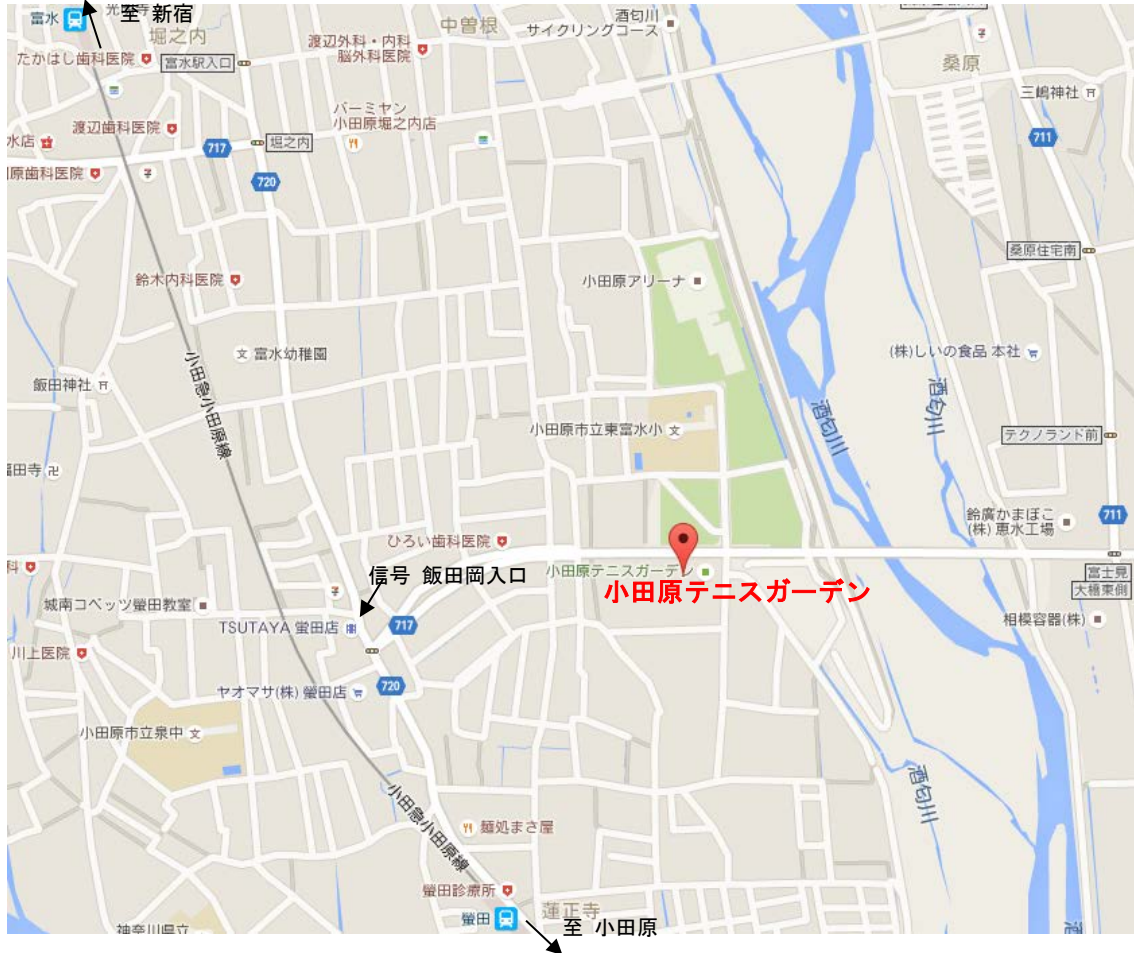 至 新宿
富水
堀之内
中曽根
酒匂川
サイクリングコース
渡辺外科・内科
脳外科医院
たかはし歯科医院
富水駅入口
桑原
三嶋神社
バーミヤン
小田原堀之内店
渡辺歯科医院
水店
堀之内
717
711
原歯科医院
720
桑原住宅南
鈴木内科医院
小田原アリーナ
富水幼稚園
(株)しいの食品 本社
小田急小田原線
飯田神社
酒匂川
酒匂川
小田原市立東富水小
テクノランド前
福田寺
鈴廣かまぼこ
(株) 恵水工場
711
ひろい歯科医院
小田原テニスガーデン
信号 飯田岡入口
小田原テニスガーデン
富士見
大橋東側
科
城南コベッツ螢田教室
TSUTAYA 螢田店
717
相模容器(株)
川上医院
ヤオマサ(株) 螢田店
720
小田原市立泉中
酒匂川
小田急小田原線
麺処まさ屋
螢田診療所
螢田
蓮正寺
至 小田原
神奈川県立